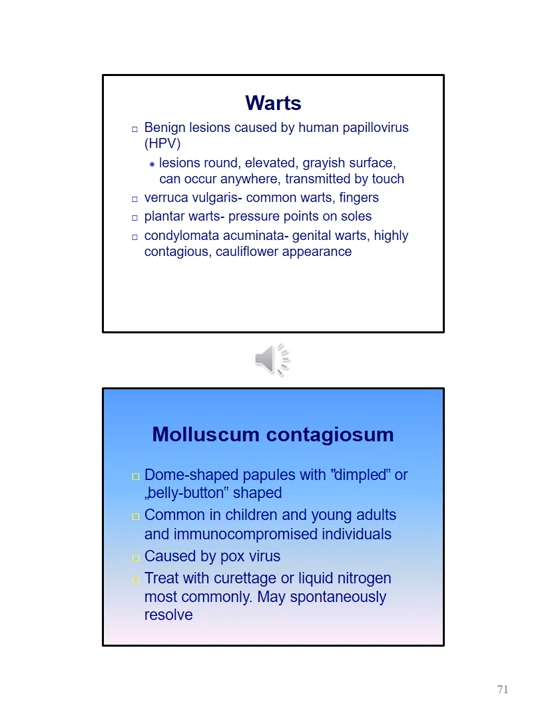 Warts
Benign lesions caused by human papillovirus
(HPV)
lesions round, elevated, grayish surface,
can occur anywhere, transmitted by touch
verruca vulgaris- common warts, fingers
plantar warts- pressure points on soles
condylomata acuminata- genital warts, highly
contagious, cauliflower appearance
Molluscum contagiosum
Dome-shaped papules with "dimpled” or
„belly-button‟ shaped
Common in children and young adults
and immunocompromised individuals
Caused by pox virus
Treat with curettage or liquid nitrogen
most commonly. May spontaneously
resolve
71